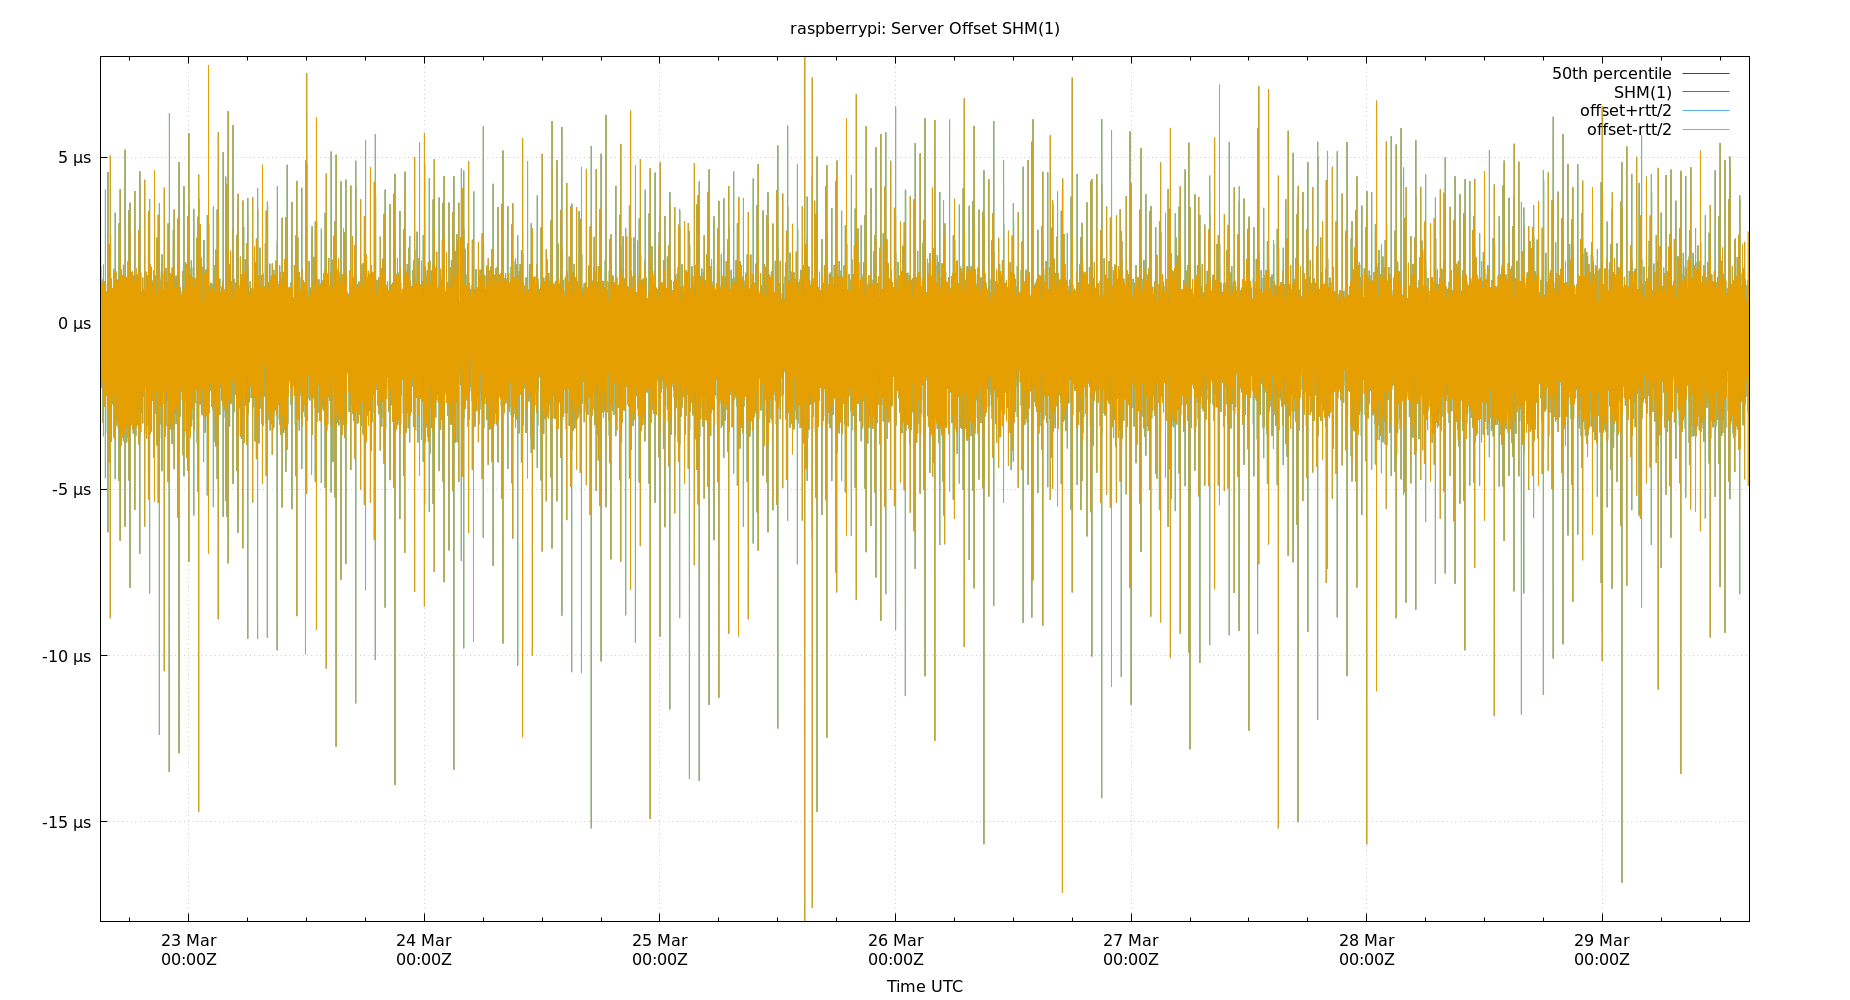 raspberrypi: Server Offset SHM(1)
50th percentile
SHM(1)
offset+rtt/2
offset-rtt/2
5 µs
0 µs
-5 µs
-10 µs
-15 µs
23 Mar
00:00Z
24 Mar
00:00Z
25 Mar
00:00Z
26 Mar
00:00Z
27 Mar
00:00Z
28 Mar
00:00Z
29 Mar
00:00Z
Time UTC